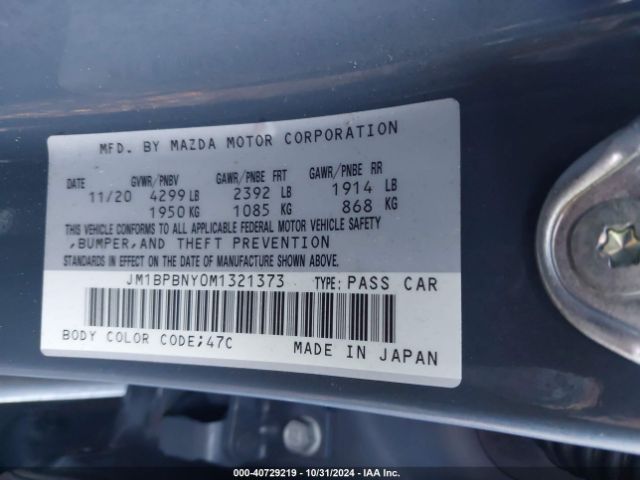 MFD. BY MAZDA MOTOR CORPORATION
DATE GVWR/PNBV GAWR/PNBE FRT GAWR/PNBE RR
11/20 4299 LB 2392 LB 1914 LB
1950 KG 1085 KG 868 KG
THIS VEHICLE CONFORMS TO ALL APPLICABLE FEDERAL MOTOR VEHICLE SAFETY
,BUMPER,AND THEFT PREVENTION
STANDARDS IN EFFECT ON THE DATE OF MANUFACTURE SHOWN ABOVE.
JM1BPBNY0M1321373 TYPE: PASS CAR
BODY COLOR CODE;47C MADE IN JAPAN
000-40729219 - 10/31/2024 - IAA Inc.